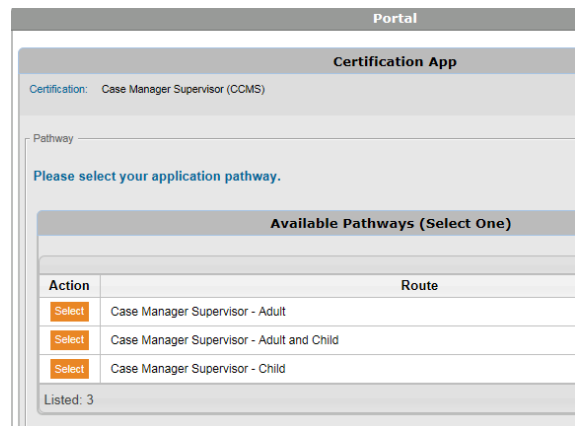 Portal
Certification App
Certification: Case Manager Supervisor (CCMS)
Pathway
Please select your application pathway.
Available Pathways (Select One)
Action Route
Select Case Manager Supervisor - Adult
Select Case Manager Supervisor - Adult and Child
Select Case Manager Supervisor - Child
Listed: 3